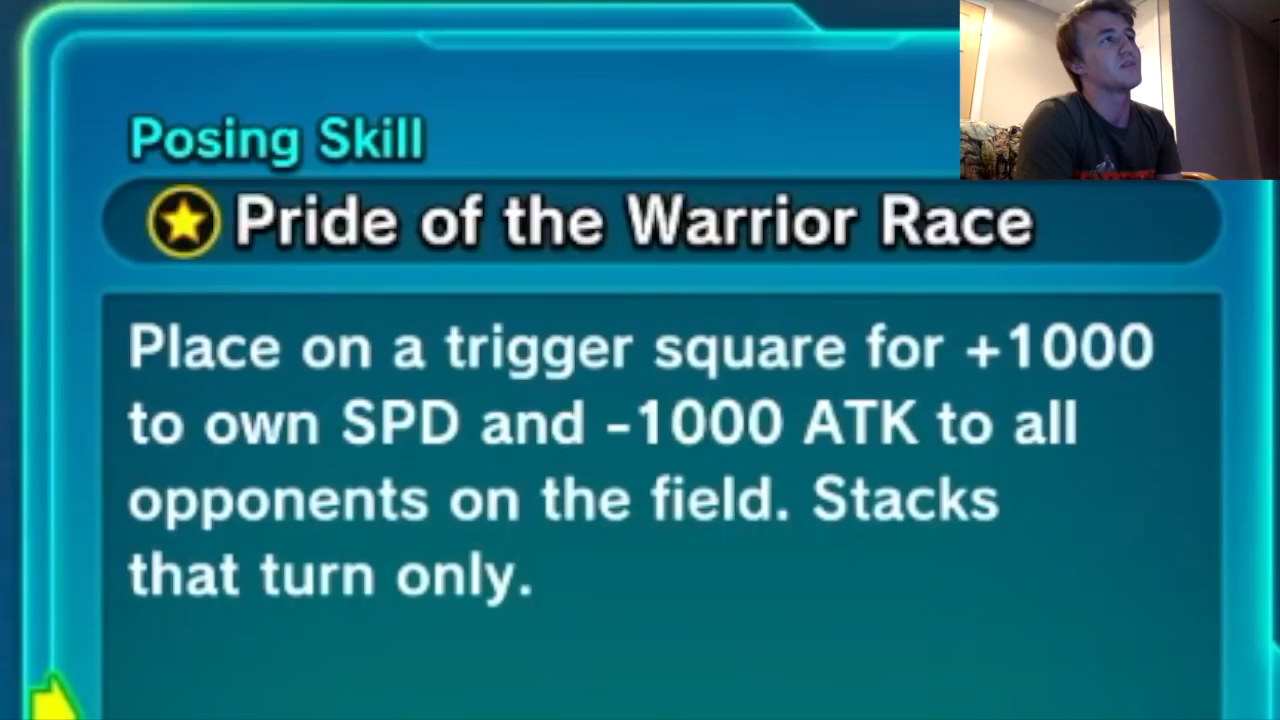 Posing Skill
Pride of the Warrior Race
Place on a trigger square for +1000
to own SPD and -1000 ATK to all
opponents on the field. Stacks
that turn only.